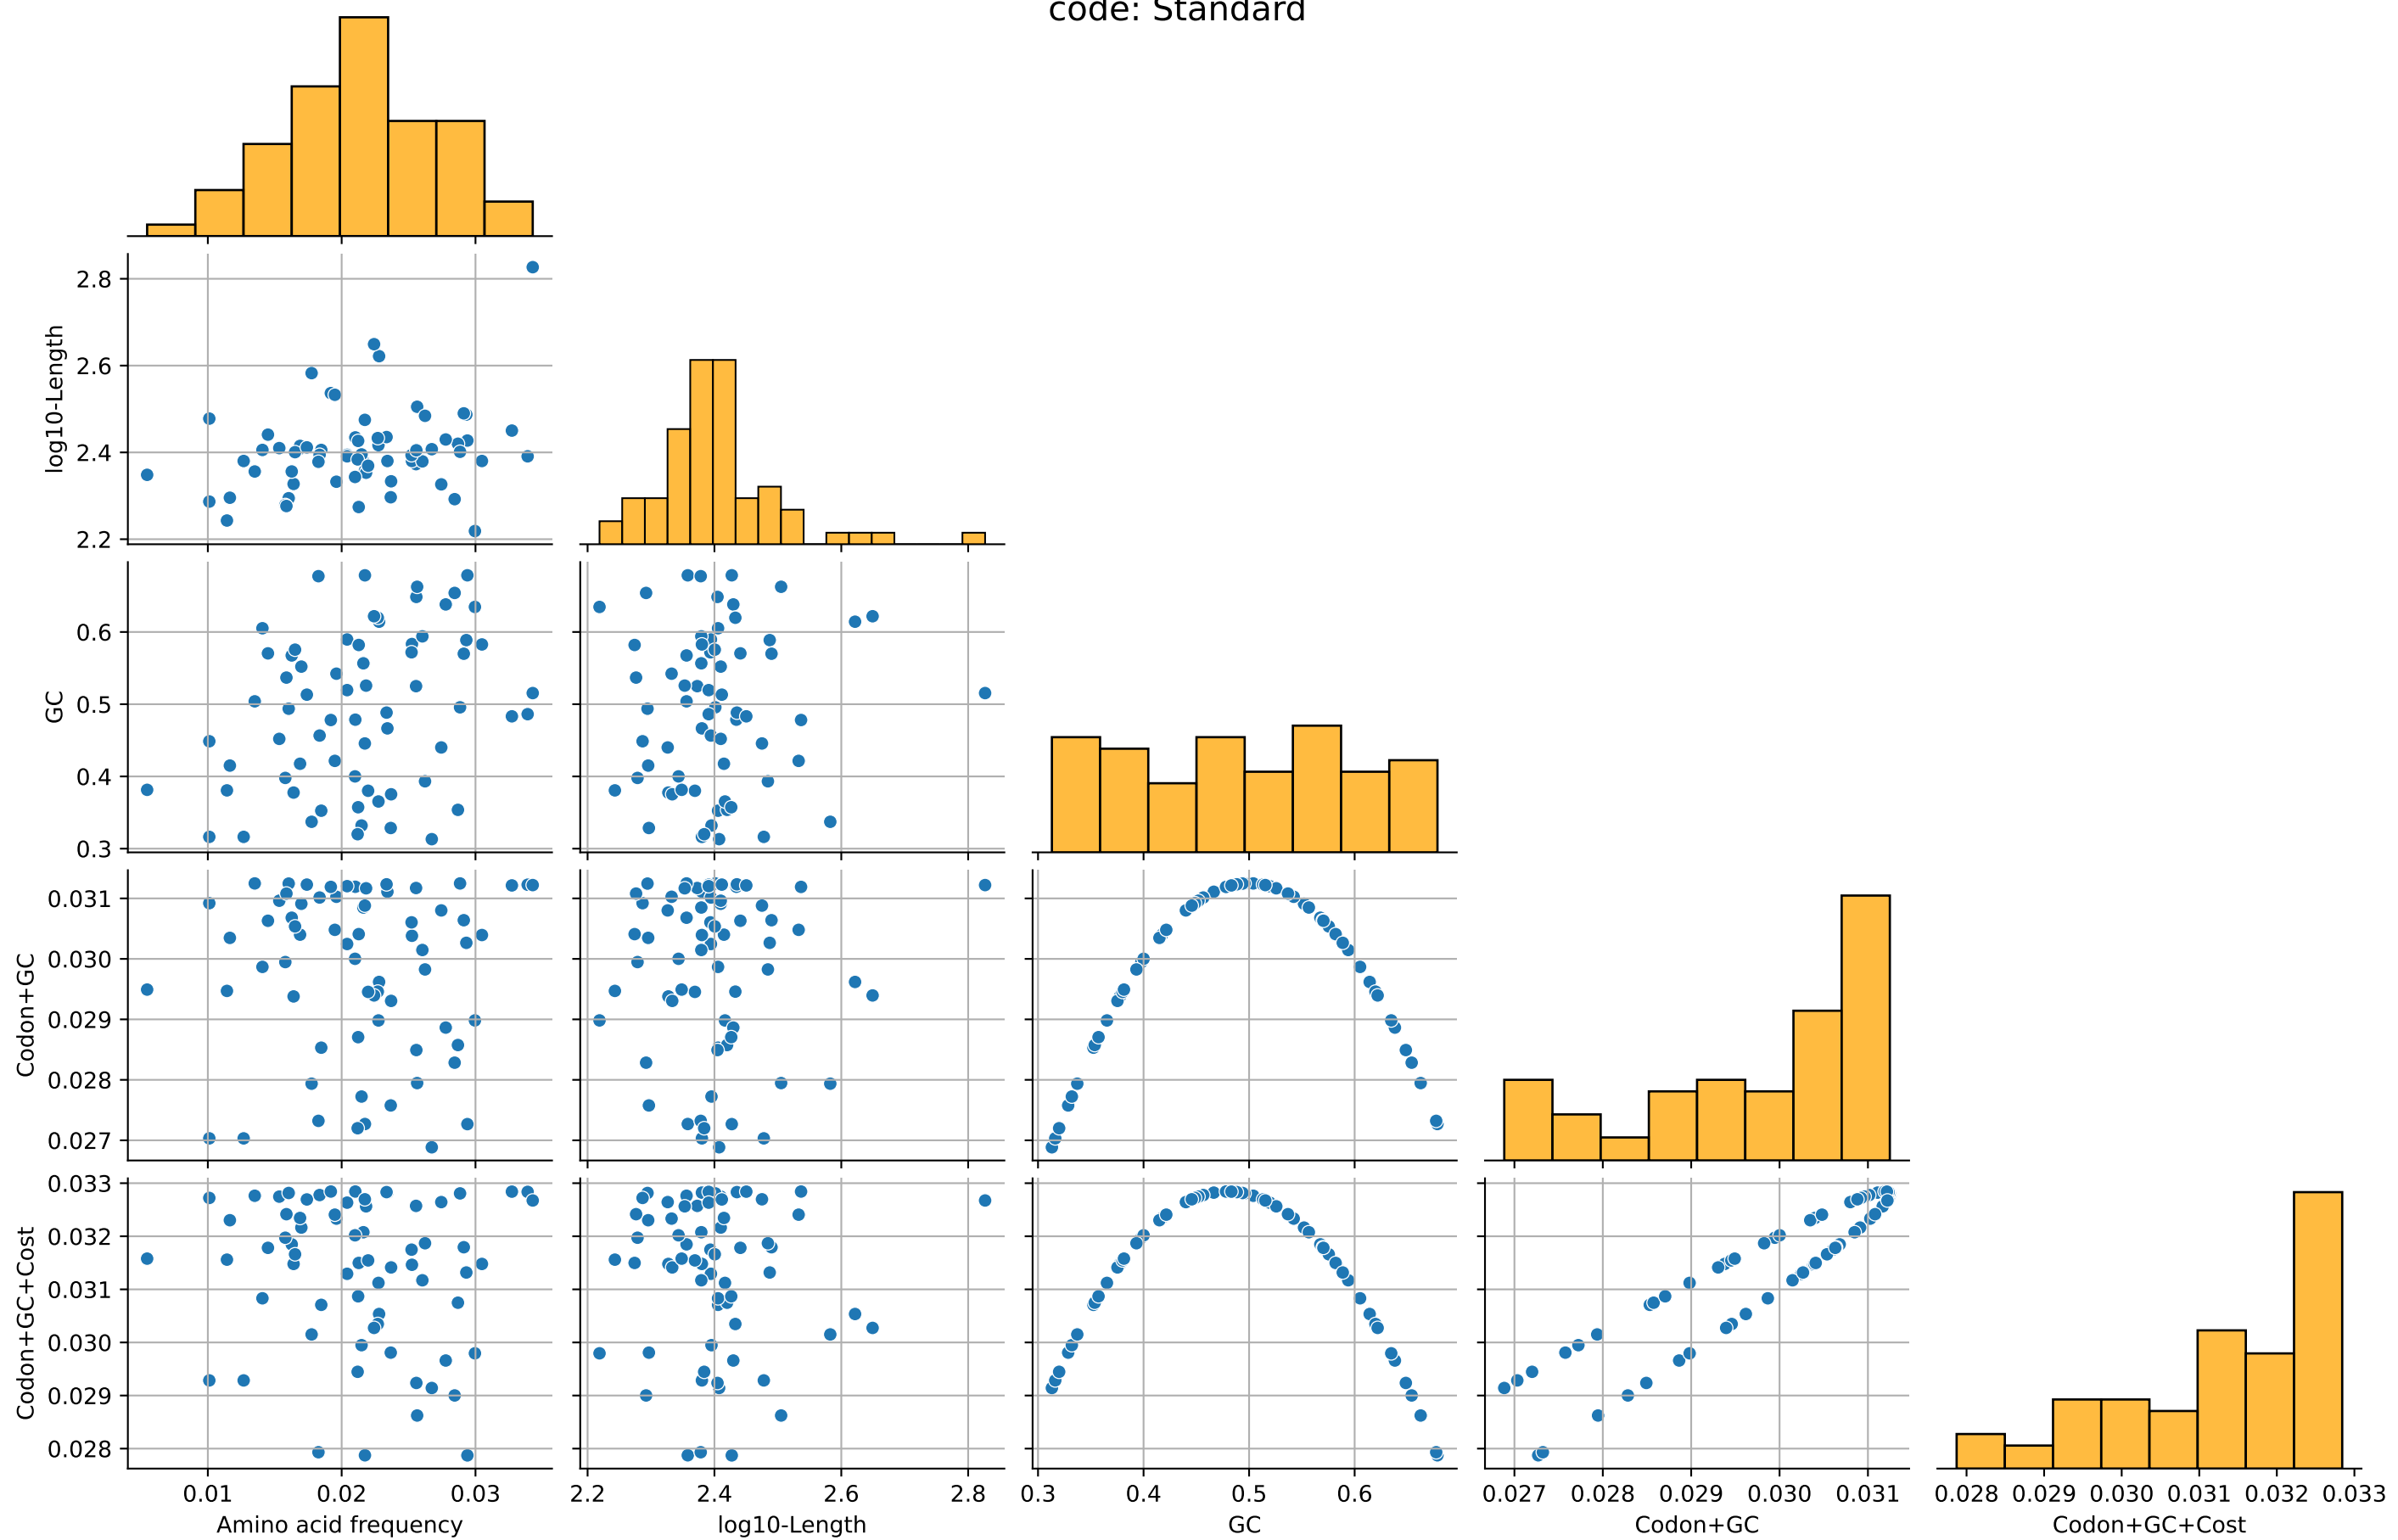 code: Standard
2.8
2.6
2.4
2.2
log10-Length
0.6
0.5
0.4
0.3
GC
0.031
0.030
0.029
0.028
0.027
Codon+GC
0.033
0.032
0.031
0.030
0.029
0.028
Codon+GC+Cost
0.01 0.02 0.03
2.2 2.4 2.6 2.8
0.3 0.4 0.5 0.6
0.027 0.028 0.029 0.030 0.031
0.028 0.029 0.030 0.031 0.032 0.033
Amino acid frequency
log10-Length
GC
Codon+GC
Codon+GC+Cost